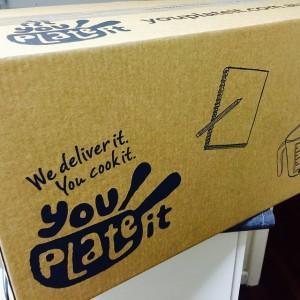 you!
Plate it
youplateit.com.au
We deliver it.
You cook it.
you!
Plate it